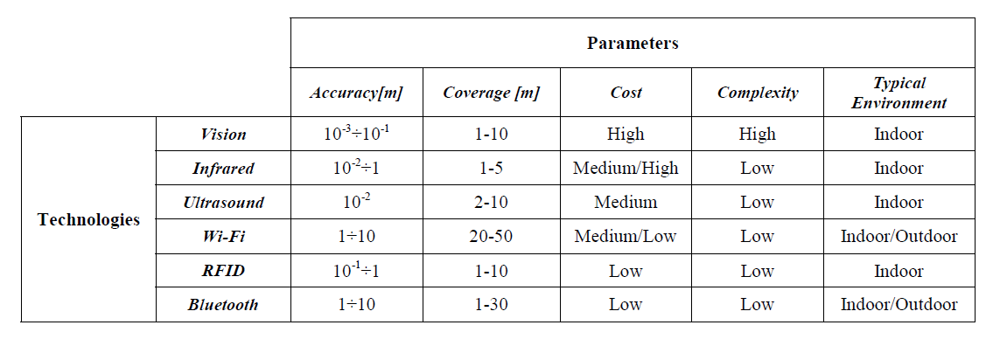 Parameters
Accuracy[m] Coverage [m] Cost Complexity Typical
Environment
Technologies
Vision 10⁻³÷10⁻¹ 1-10 High High Indoor
Infrared 10⁻²÷1 1-5 Medium/High Low Indoor
Ultrasound 10⁻² 2-10 Medium Low Indoor
Wi-Fi 1÷10 20-50 Medium/Low Low Indoor/Outdoor
RFID 10⁻¹÷1 1-10 Low Low Indoor
Bluetooth 1÷10 1-30 Low Low Indoor/Outdoor